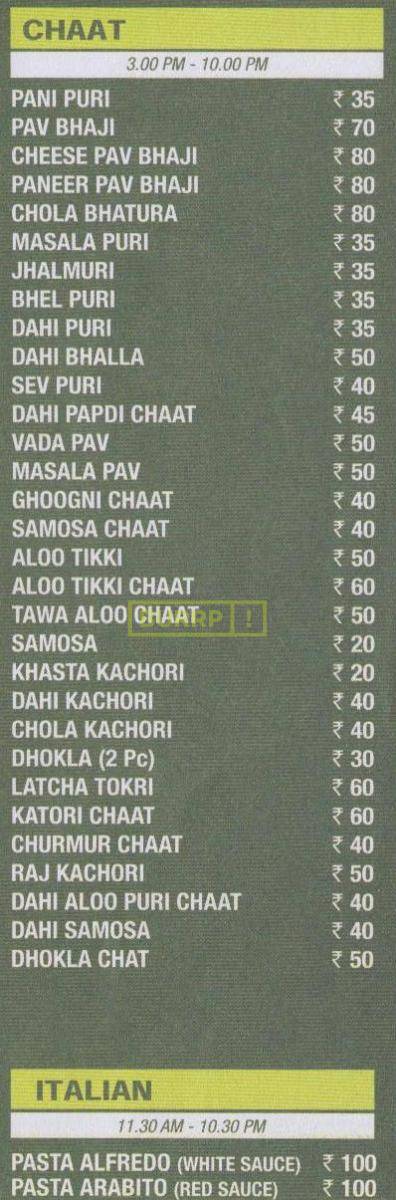 CHAAT
3.00 PM - 10.00 PM
PANI PURI ₹ 35
PAV BHAJI ₹ 70
CHEESE PAV BHAJI ₹ 80
PANEER PAV BHAJI ₹ 80
CHOLA BHATURA ₹ 80
MASALA PURI ₹ 35
JHALMURI ₹ 35
BHEL PURI ₹ 35
DAHI PURI ₹ 35
DAHI BHALLA ₹ 50
SEV PURI ₹ 40
DAHI PAPDI CHAAT ₹ 45
VADA PAV ₹ 50
MASALA PAV ₹ 50
GHOOGNI CHAAT ₹ 40
SAMOSA CHAAT ₹ 40
ALOO TIKKI ₹ 50
ALOO TIKKI CHAAT ₹ 60
TAWA ALOO CHAAT ₹ 50
SAMOSA ₹ 20
KHASTA KACHORI ₹ 20
DAHI KACHORI ₹ 40
CHOLA KACHORI ₹ 40
DHOKLA (2 Pc) ₹ 30
LATCHA TOKRI ₹ 60
KATORI CHAAT ₹ 60
CHURMUR CHAAT ₹ 40
RAJ KACHORI ₹ 50
DAHI ALOO PURI CHAAT ₹ 40
DAHI SAMOSA ₹ 40
DHOKLA CHAT ₹ 50
ITALIAN
11.30 AM - 10.30 PM
PASTA ALFREDO (WHITE SAUCE) ₹ 100
PASTA ARABITO (RED SAUCE) ₹ 100